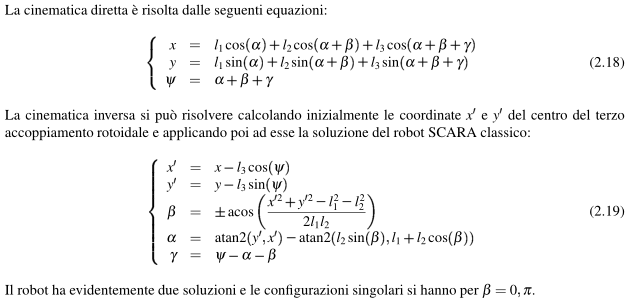 La cinematica diretta è risolta dalle seguenti equazioni:
x = l₁ cos(α) + l₂ cos(α + β) + l₃ cos(α + β + γ)
y = l₁ sin(α) + l₂ sin(α + β) + l₃ sin(α + β + γ) (2.18)
ψ = α + β + γ
La cinematica inversa si può risolvere calcolando inizialmente le coordinate x′ e y′ del centro del terzo
accoppiamento rotoidale e applicando poi ad esse la soluzione del robot SCARA classico:
x′ = x − l₃ cos(ψ)
y′ = y − l₃ sin(ψ)
β = ± acos((x′² + y′² − l₁² − l₂²) / (2l₁l₂)) (2.19)
α = atan2(y′, x′) − atan2(l₂ sin(β), l₁ + l₂ cos(β))
γ = ψ − α − β
Il robot ha evidentemente due soluzioni e le configurazioni singolari si hanno per β = 0, π.